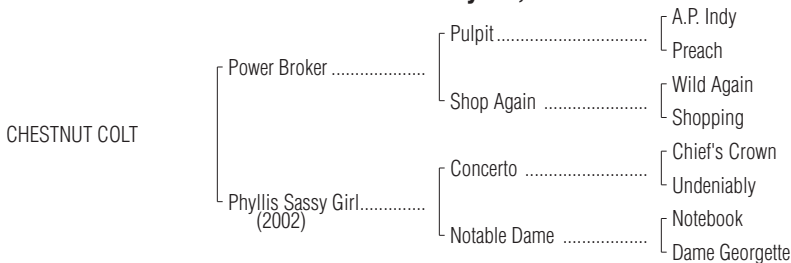 A.P. Indy
Pulpit
Preach
Power Broker
Wild Again
Shop Again
Shopping
CHESTNUT COLT
Chief's Crown
Concerto
Undeniably
Phyllis Sassy Girl
(2002)
Notebook
Notable Dame
Dame Georgette